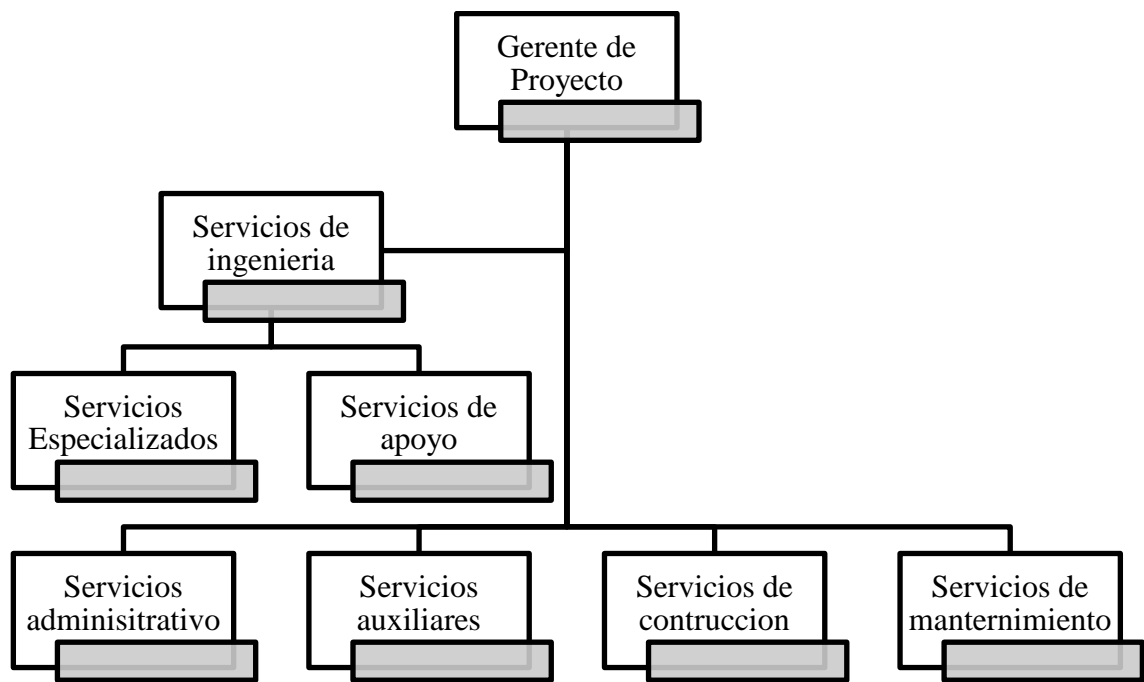 Gerente de
Proyecto
Servicios de
ingenieria
Servicios
Especializados
Servicios de
apoyo
Servicios
adminisitrativo
Servicios
auxiliares
Servicios de
contruccion
Servicios de
manternimiento